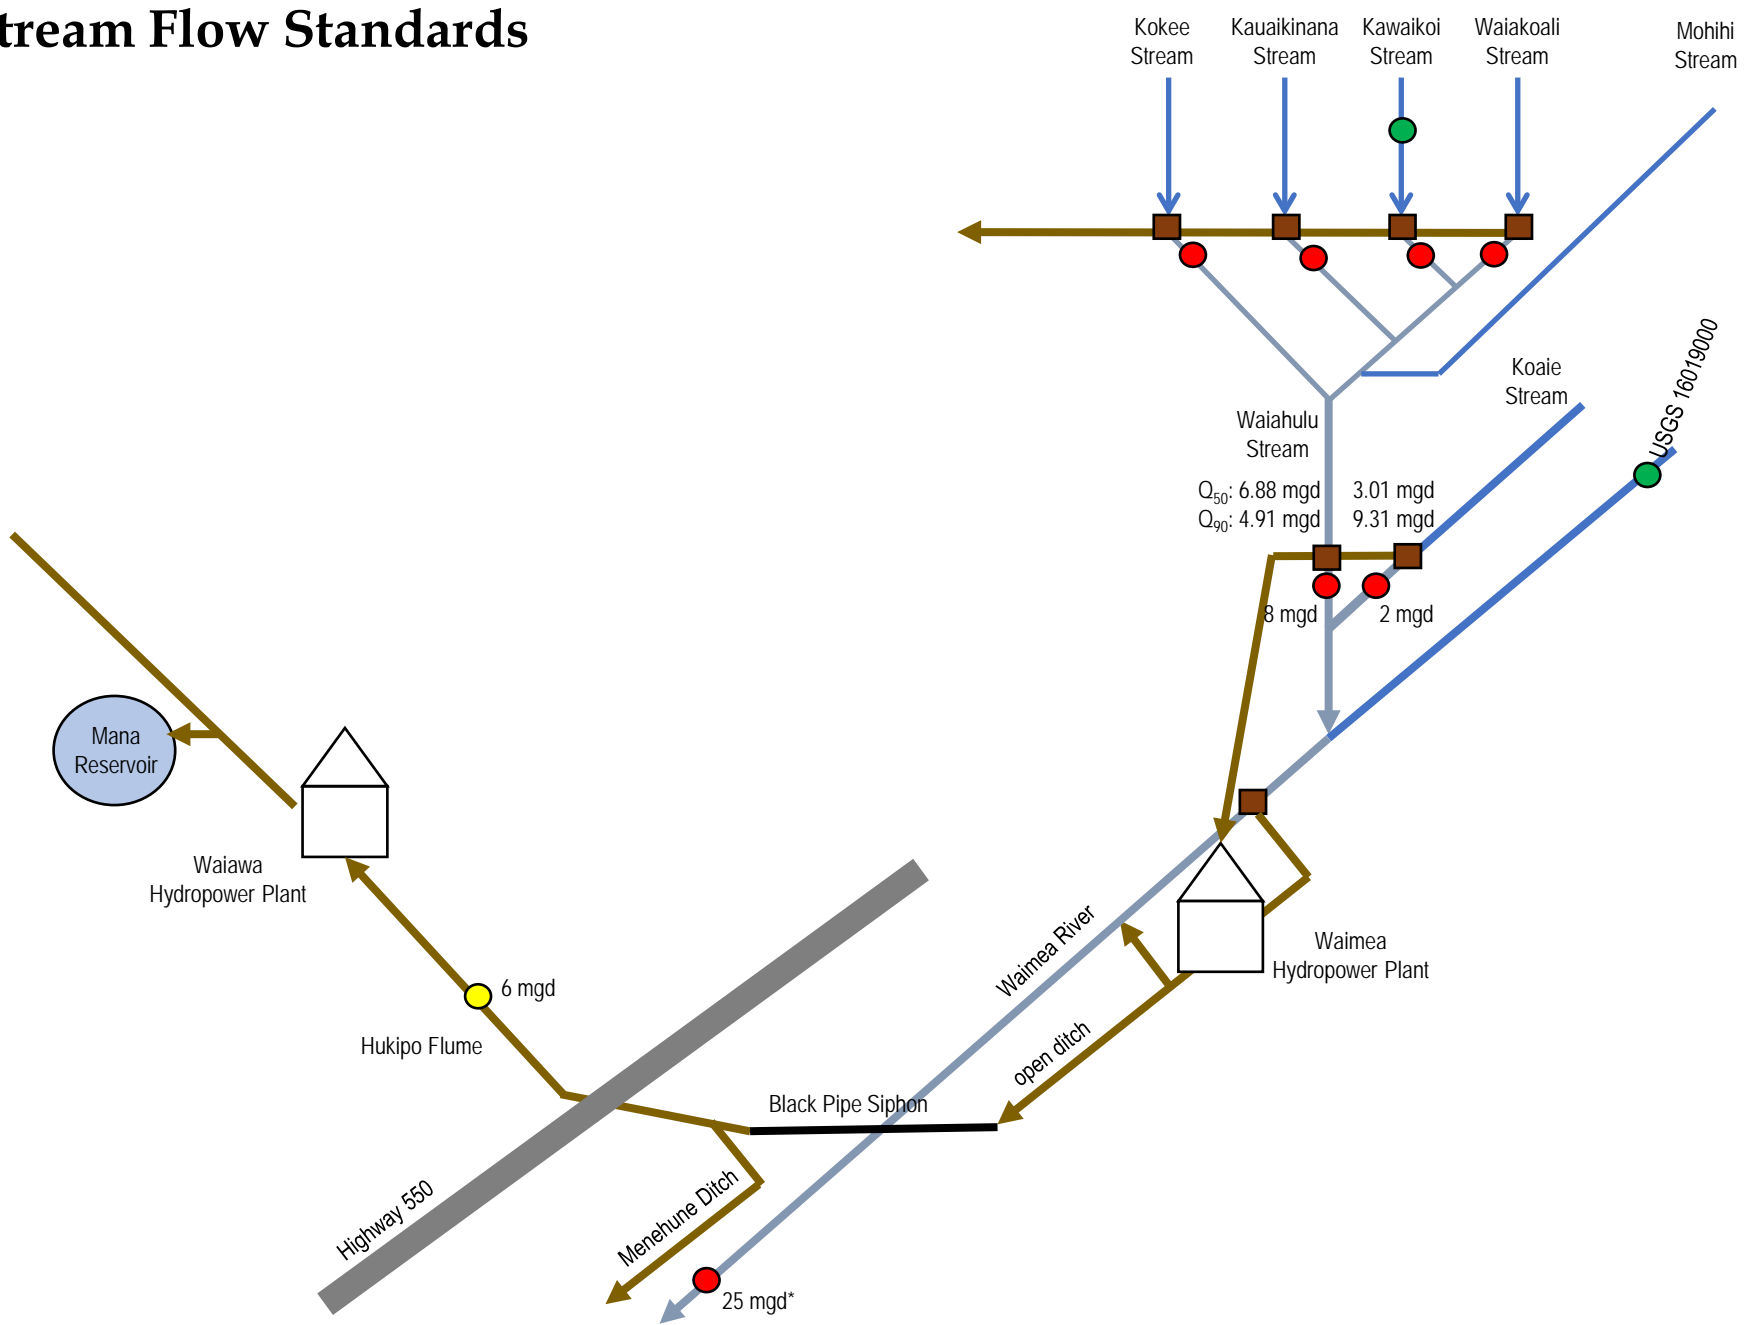 tream Flow Standards
Kokee
Stream
Kauaikinana
Stream
Kawaikoi
Stream
Waiakoali
Stream
Mohihi
Stream
Koaie
Stream
USGS 16019000
Waiahulu
Stream
Q50: 6.88 mgd
3.01 mgd
Q90: 4.91 mgd
9.31 mgd
8 mgd
2 mgd
Mana
Reservoir
Waiawa
Hydropower Plant
Waimea River
Waimea
Hydropower Plant
6 mgd
Hukipo Flume
open ditch
Black Pipe Siphon
Highway 550
Menehune Ditch
25 mgd*